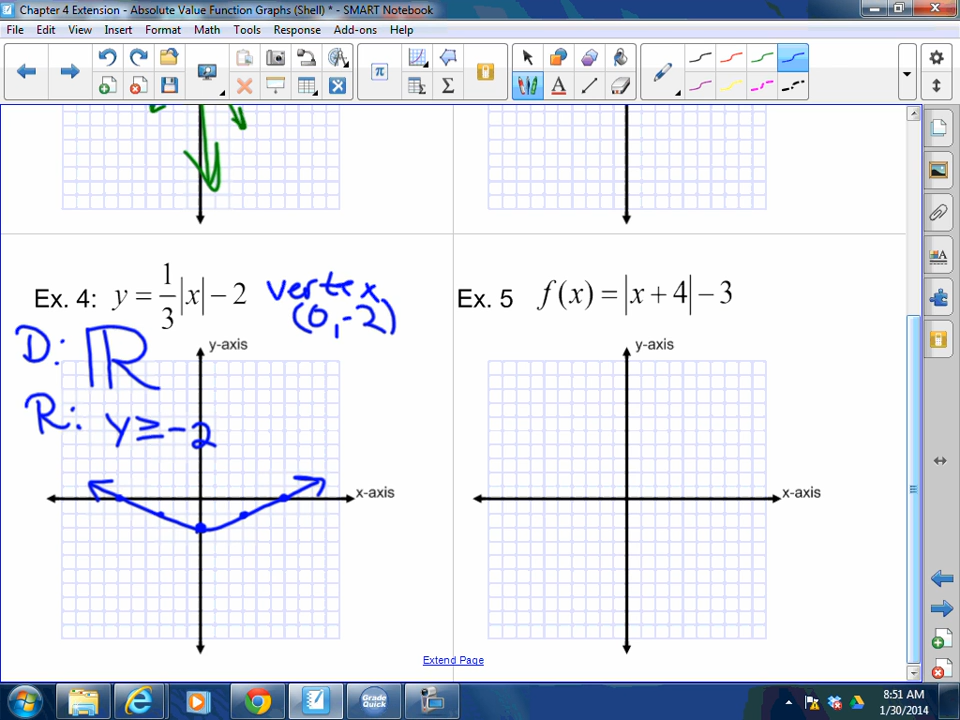 Chapter 4 Extension - Absolute Value Function Graphs (Shell) * - SMART Notebook
File Edit View Insert Format Math Tools Response Add-ons Help
π
A
Σ
A
Ex. 4: y = 1/3 |x| − 2
vertex
(0, -2)
Ex. 5 f(x) = |x + 4| − 3
D: ℝ
R: y ≥ -2
y-axis
x-axis
y-axis
x-axis
Extend Page
Grade Quick
8:51 AM
1/30/2014